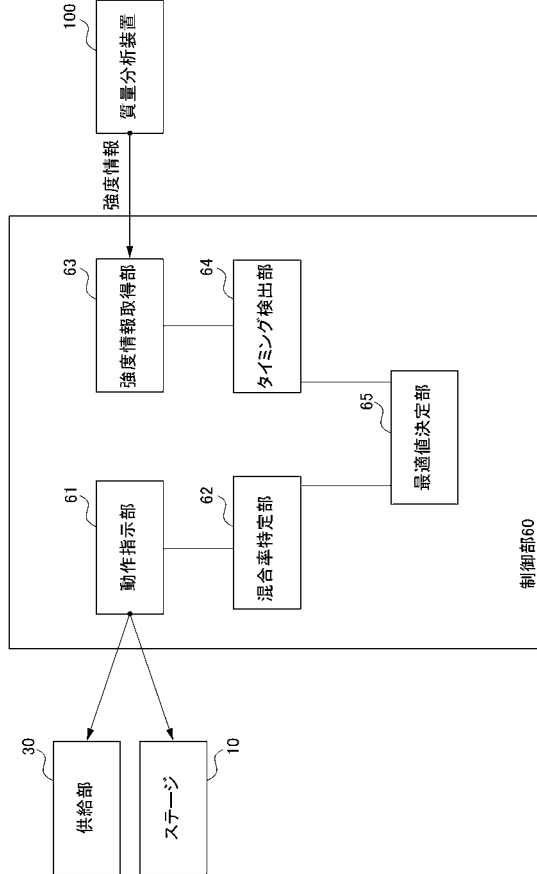 供給部
30
ステージ
10
動作指示部
61
混合率特定部
62
強度情報取得部
63
タイミング検出部
64
最適値決定部
65
制御部60
強度情報
質量分析装置
100